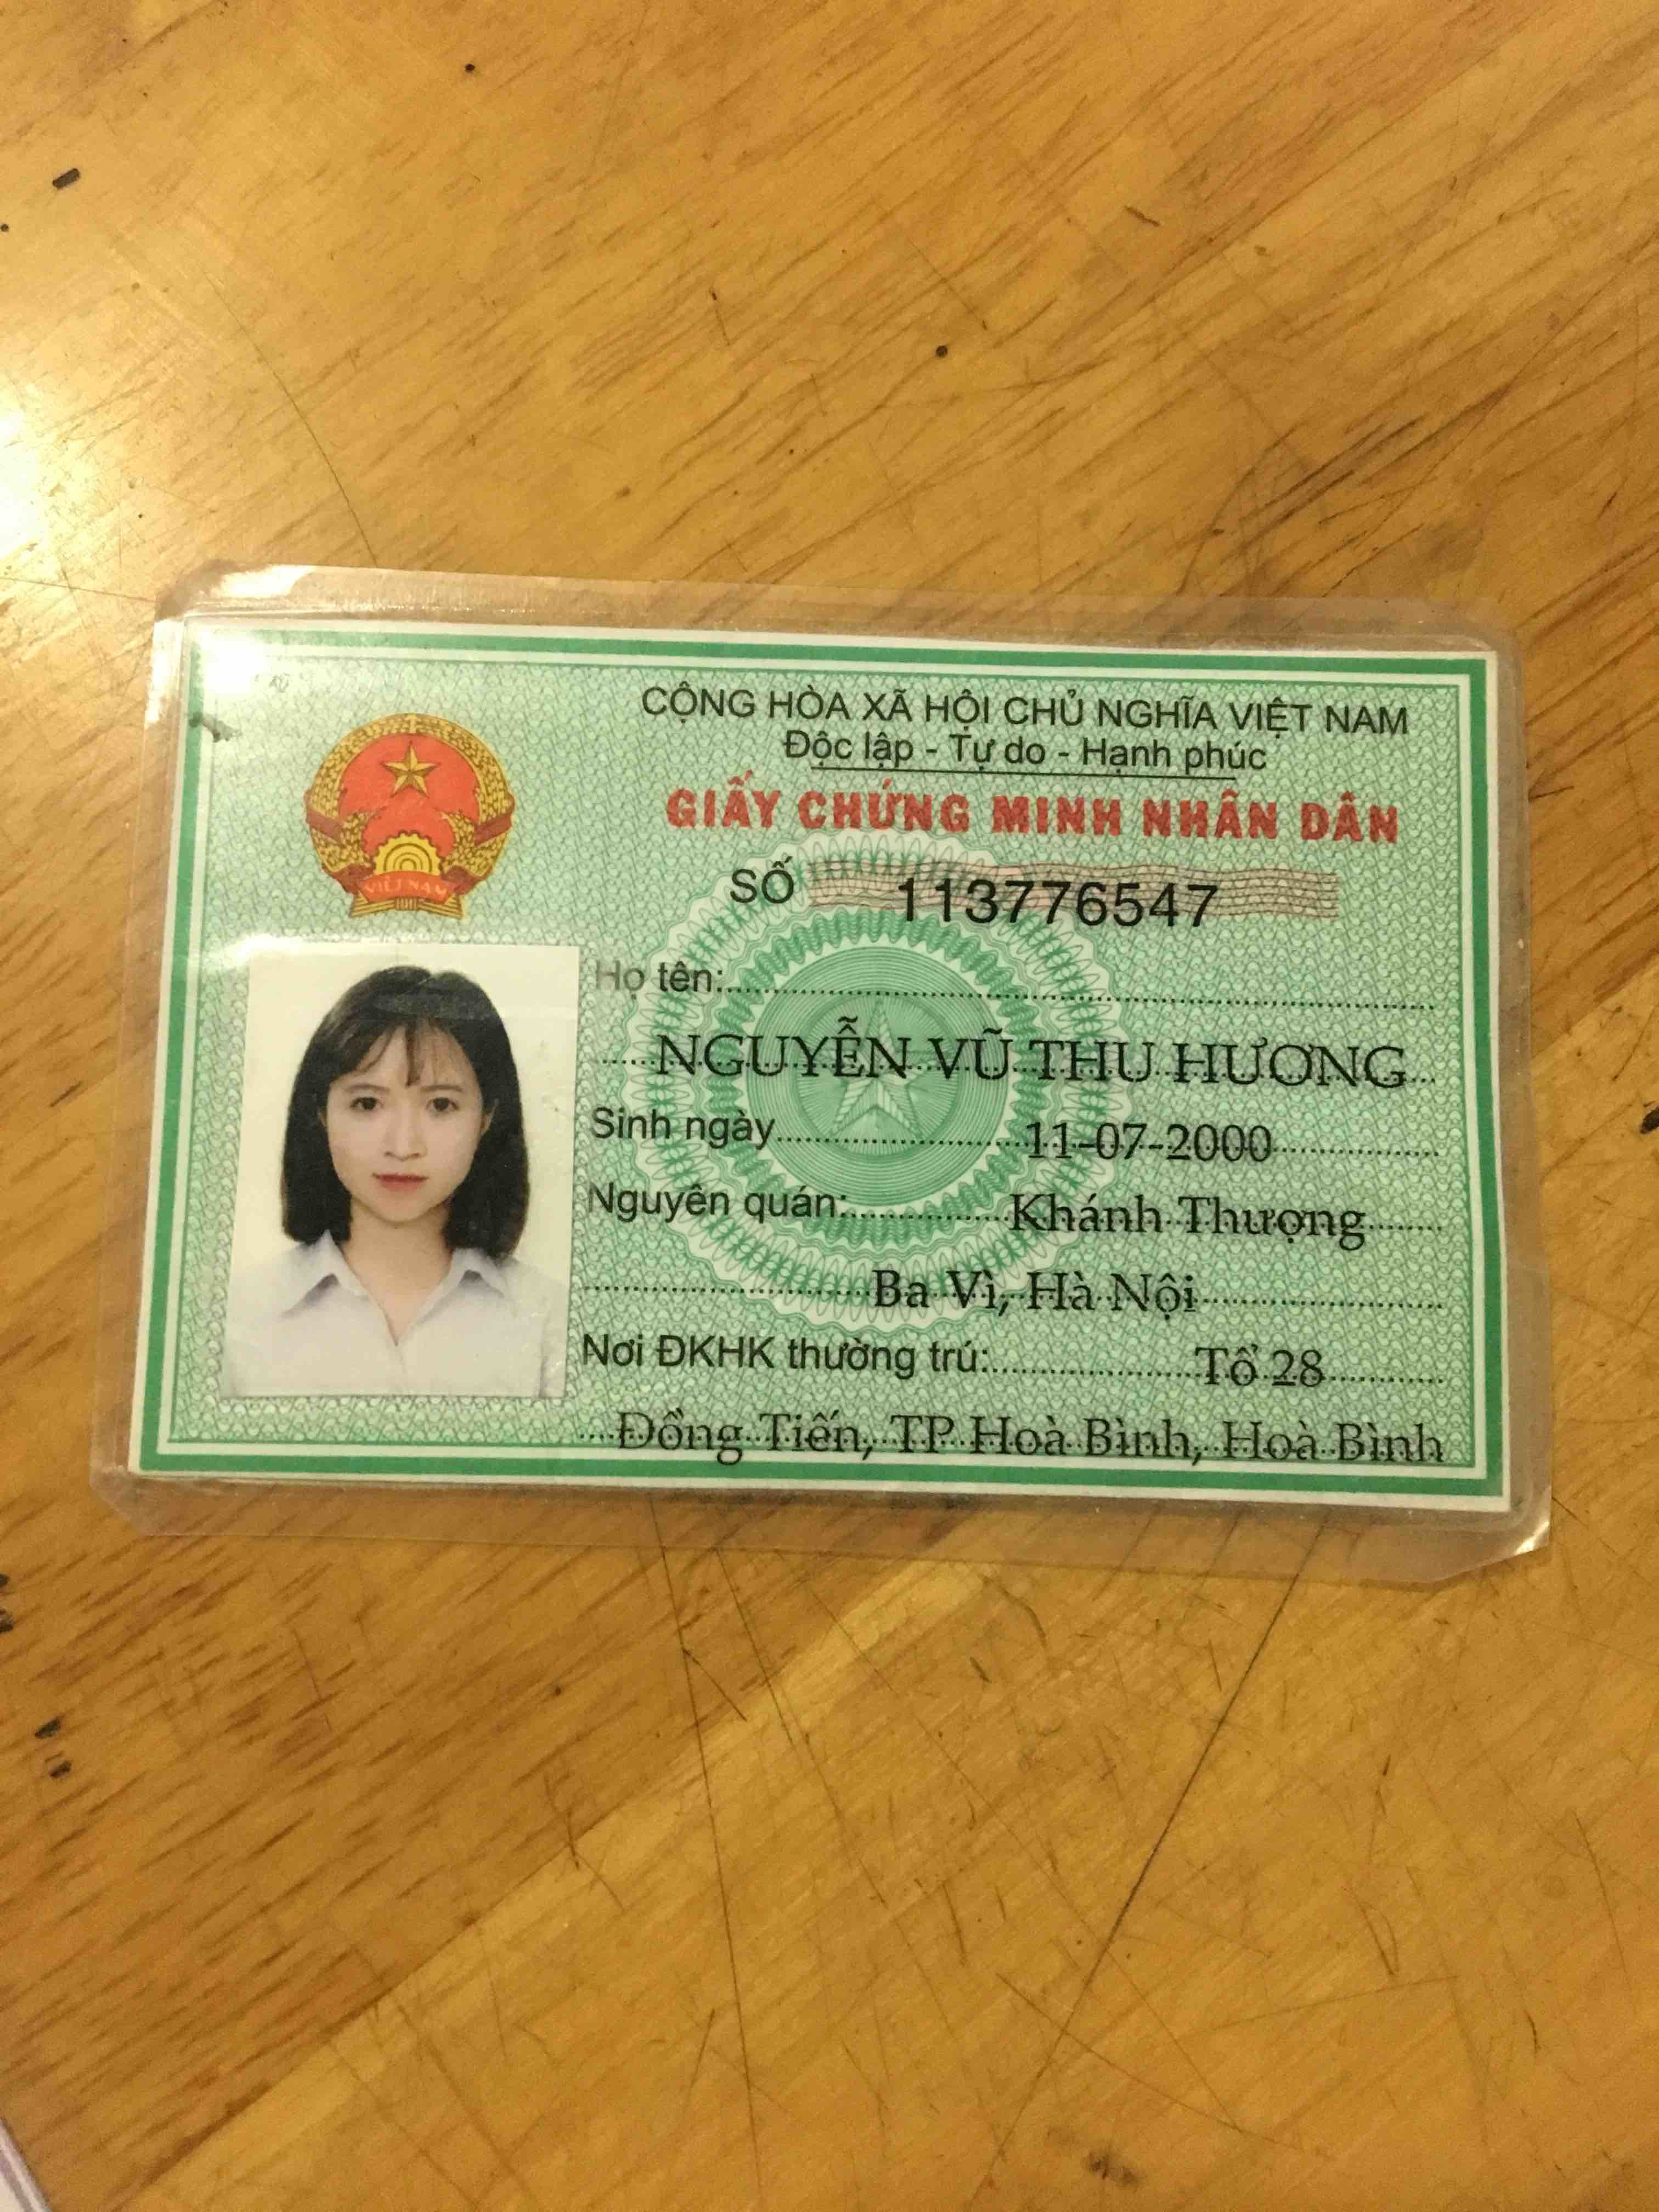 CỘNG HÒA XÃ HỘI CHỦ NGHĨA VIỆT NAM
Độc lập - Tự do - Hạnh phúc
GIẤY CHỨNG MINH NHÂN DÂN
SỐ 113776547
VIỆT NAM
Họ tên:
NGUYỄN VŨ THU HƯƠNG
Sinh ngày 11-07-2000
Nguyên quán: Khánh Thượng
Ba Vì, Hà Nội
Nơi ĐKHK thường trú: Tổ 28
Đồng Tiến, TP Hoà Bình, Hoà Bình